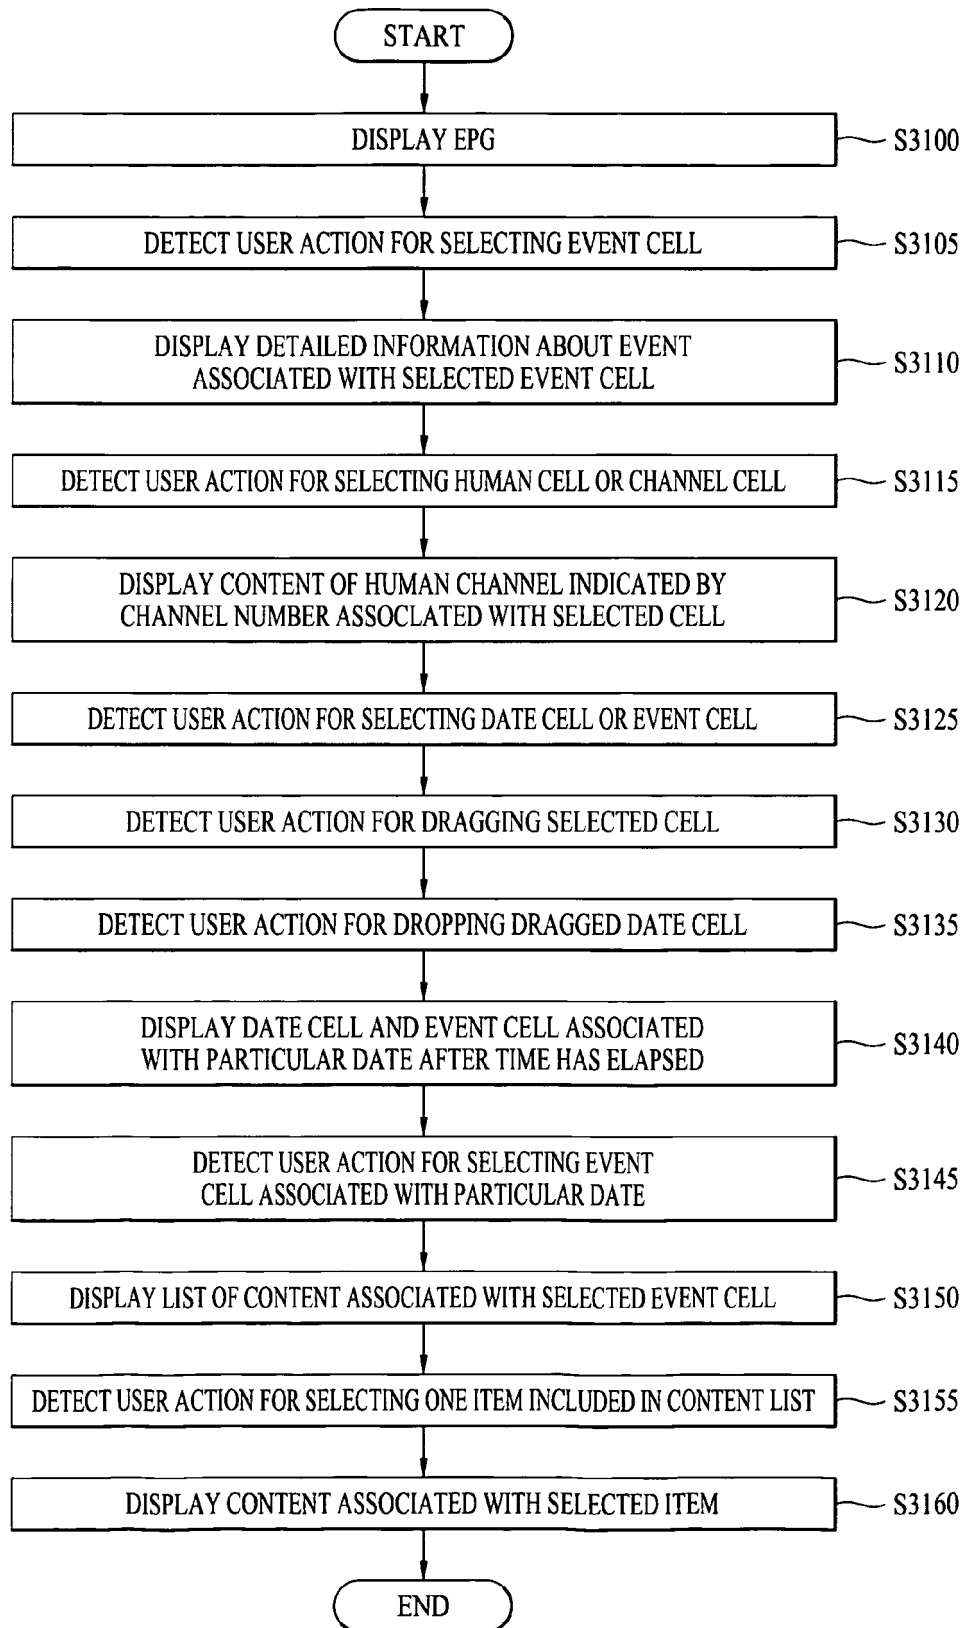 START
DISPLAY EPG
S3100
DETECT USER ACTION FOR SELECTING EVENT CELL
S3105
DISPLAY DETAILED INFORMATION ABOUT EVENT
ASSOCIATED WITH SELECTED EVENT CELL
S3110
DETECT USER ACTION FOR SELECTING HUMAN CELL OR CHANNEL CELL
S3115
DISPLAY CONTENT OF HUMAN CHANNEL INDICATED BY
CHANNEL NUMBER ASSOCLATED WITH SELECTED CELL
S3120
DETECT USER ACTION FOR SELECTING DATE CELL OR EVENT CELL
S3125
DETECT USER ACTION FOR DRAGGING SELECTED CELL
S3130
DETECT USER ACTION FOR DROPPING DRAGGED DATE CELL
S3135
DISPLAY DATE CELL AND EVENT CELL ASSOCIATED
WITH PARTICULAR DATE AFTER TIME HAS ELAPSED
S3140
DETECT USER ACTION FOR SELECTING EVENT
CELL ASSOCIATED WITH PARTICULAR DATE
S3145
DISPLAY LIST OF CONTENT ASSOCIATED WITH SELECTED EVENT CELL
S3150
DETECT USER ACTION FOR SELECTING ONE ITEM INCLUDED IN CONTENT LIST
S3155
DISPLAY CONTENT ASSOCIATED WITH SELECTED ITEM
S3160
END